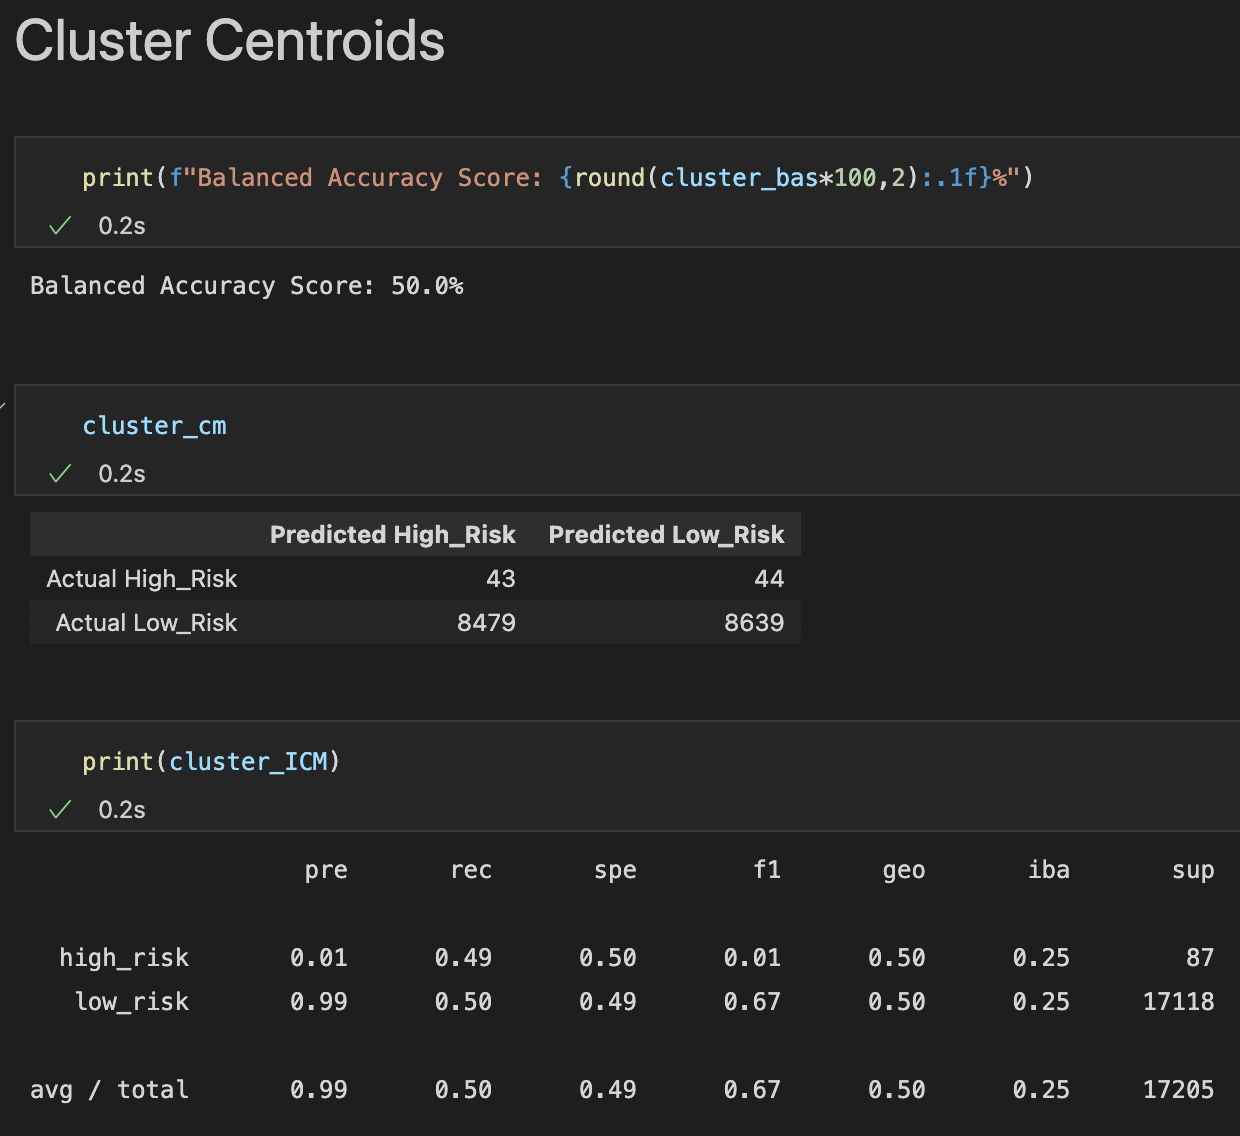 Cluster Centroids
print(f"Balanced Accuracy Score: {round(cluster_bas*100,2):.1f}%")
0.2s
Balanced Accuracy Score: 50.0%
cluster_cm
0.2s
Predicted High_Risk Predicted Low_Risk
Actual High_Risk 43 44
Actual Low_Risk 8479 8639
print(cluster_ICM)
0.2s
pre rec spe f1 geo iba sup
high_risk 0.01 0.49 0.50 0.01 0.50 0.25 87
low_risk 0.99 0.50 0.49 0.67 0.50 0.25 17118
avg / total 0.99 0.50 0.49 0.67 0.50 0.25 17205